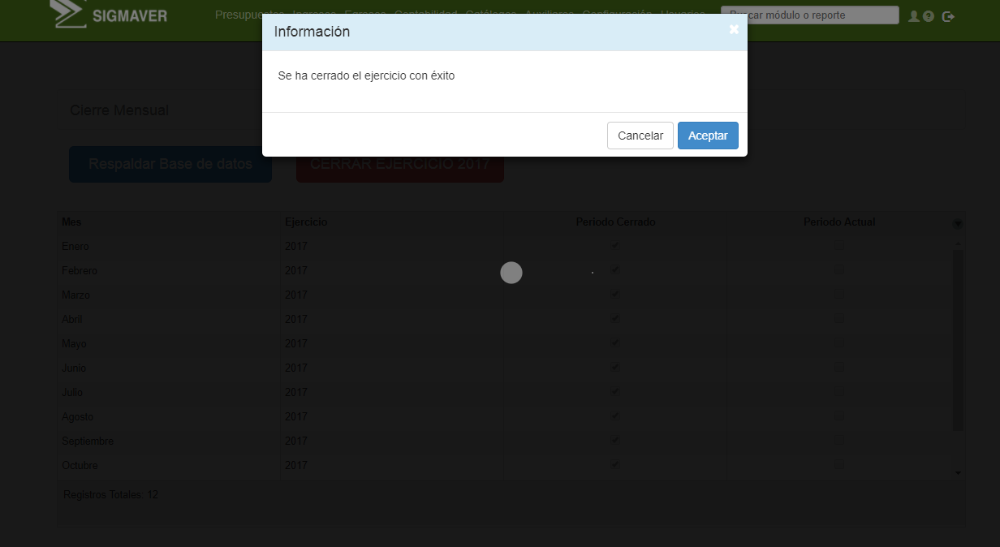 SIGMAVER
Presupuestos Ingresos Egresos Contabilidad Catálogos Auxiliares Configuración Usuarios
Buscar módulo o reporte
Información
Se ha cerrado el ejercicio con éxito
Cancelar Aceptar
Cierre Mensual
Respaldar Base de datos CERRAR EJERCICIO 2017
Mes Ejercicio Periodo Cerrado Periodo Actual
Enero 2017
Febrero 2017
Marzo 2017
Abril 2017
Mayo 2017
Junio 2017
Julio 2017
Agosto 2017
Septiembre 2017
Octubre 2017
Registros Totales: 12